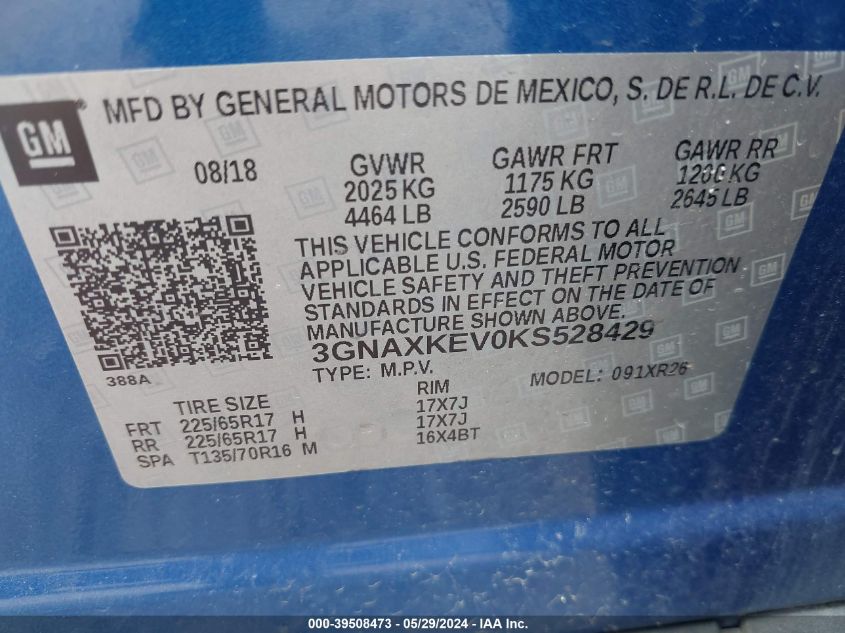 GM
MFD BY GENERAL MOTORS DE MEXICO, S. DE R.L. DE C.V.
08/18 GVWR GAWR FRT GAWR RR
2025 KG 1175 KG 1200 KG
4464 LB 2590 LB 2645 LB
THIS VEHICLE CONFORMS TO ALL
APPLICABLE U.S. FEDERAL MOTOR
VEHICLE SAFETY AND THEFT PREVENTION
STANDARDS IN EFFECT ON THE DATE OF
MANUFACTURE SHOWN ABOVE.
3GNAXKEV0KS528429
388A
TYPE: M.P.V. MODEL: 091XR26
TIRE SIZE RIM
FRT 225/65R17 H 17X7J
RR 225/65R17 H 17X7J
SPA T135/70R16 M 16X4BT
000-39508473 - 05/29/2024 - IAA, Inc.